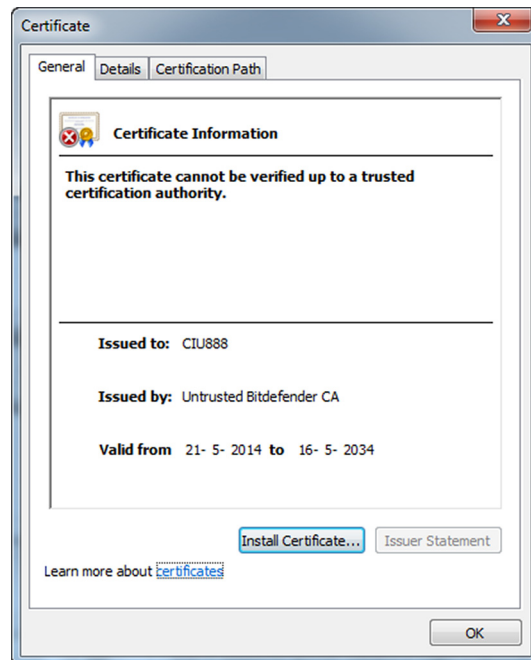 Certificate
General Details Certification Path
Certificate Information
This certificate cannot be verified up to a trusted
certification authority.
Issued to: CIU888
Issued by: Untrusted Bitdefender CA
Valid from 21- 5- 2014 to 16- 5- 2034
Install Certificate... Issuer Statement
Learn more about certificates
OK